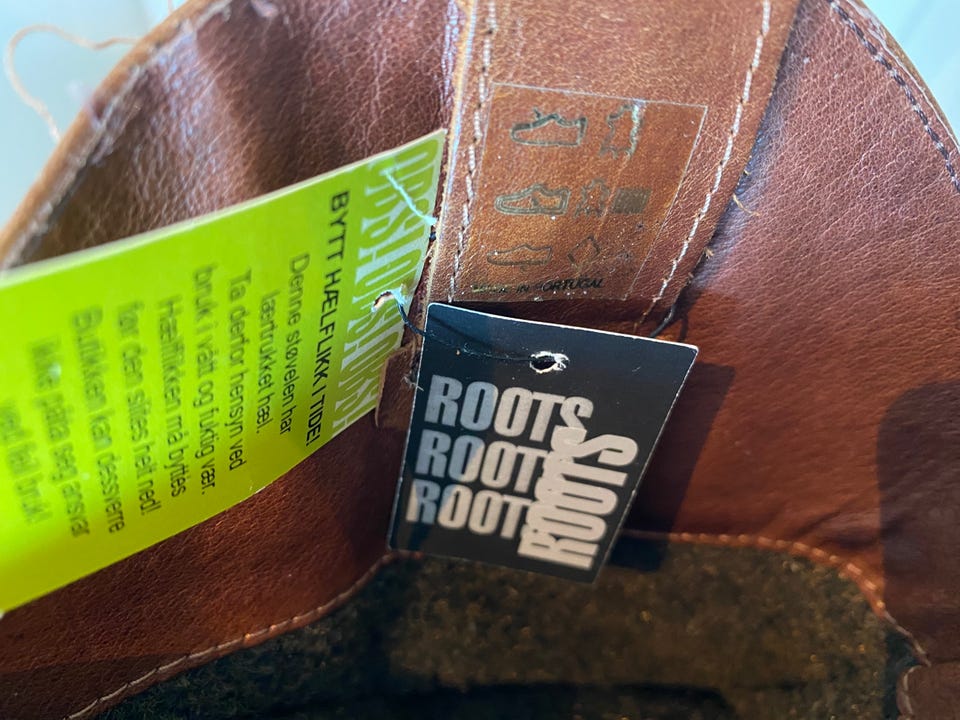 BYTT HÆLFLIKK I TIDE!
Denne støvelen har
lærtrukket hæl.
Ta derfor hensyn ved
bruk i vått og fuktig vær.
Hælflikken må byttes
før den slites helt ned!
Butikken kan dessverre
ikke påta seg ansvar
ved feil bruk!
MADE IN PORTUGAL
ROOTS
ROOTS
ROOTS
ROOTS